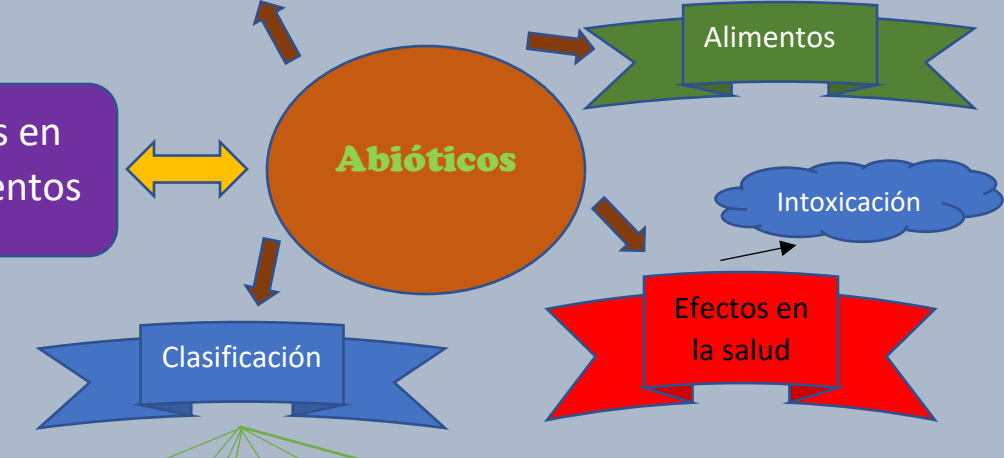 Alimentos
s en
entos
Abióticos
Intoxicación
Efectos en
la salud
Clasificación